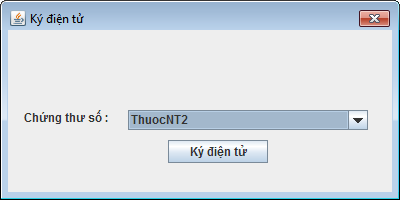 Ký điện tử
Chứng thư số : ThuocNT2
Ký điện tử